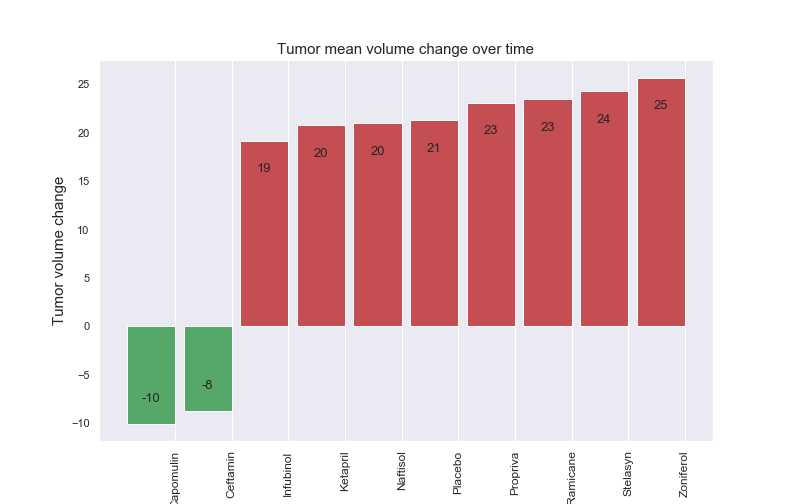 Tumor mean volume change over time
Tumor volume change
25
20
15
10
5
0
−5
−10
-10
-8
19
20
20
21
23
23
24
25
Capomulin
Ceftamin
Infubinol
Ketapril
Naftisol
Placebo
Propriva
Ramicane
Stelasyn
Zoniferol